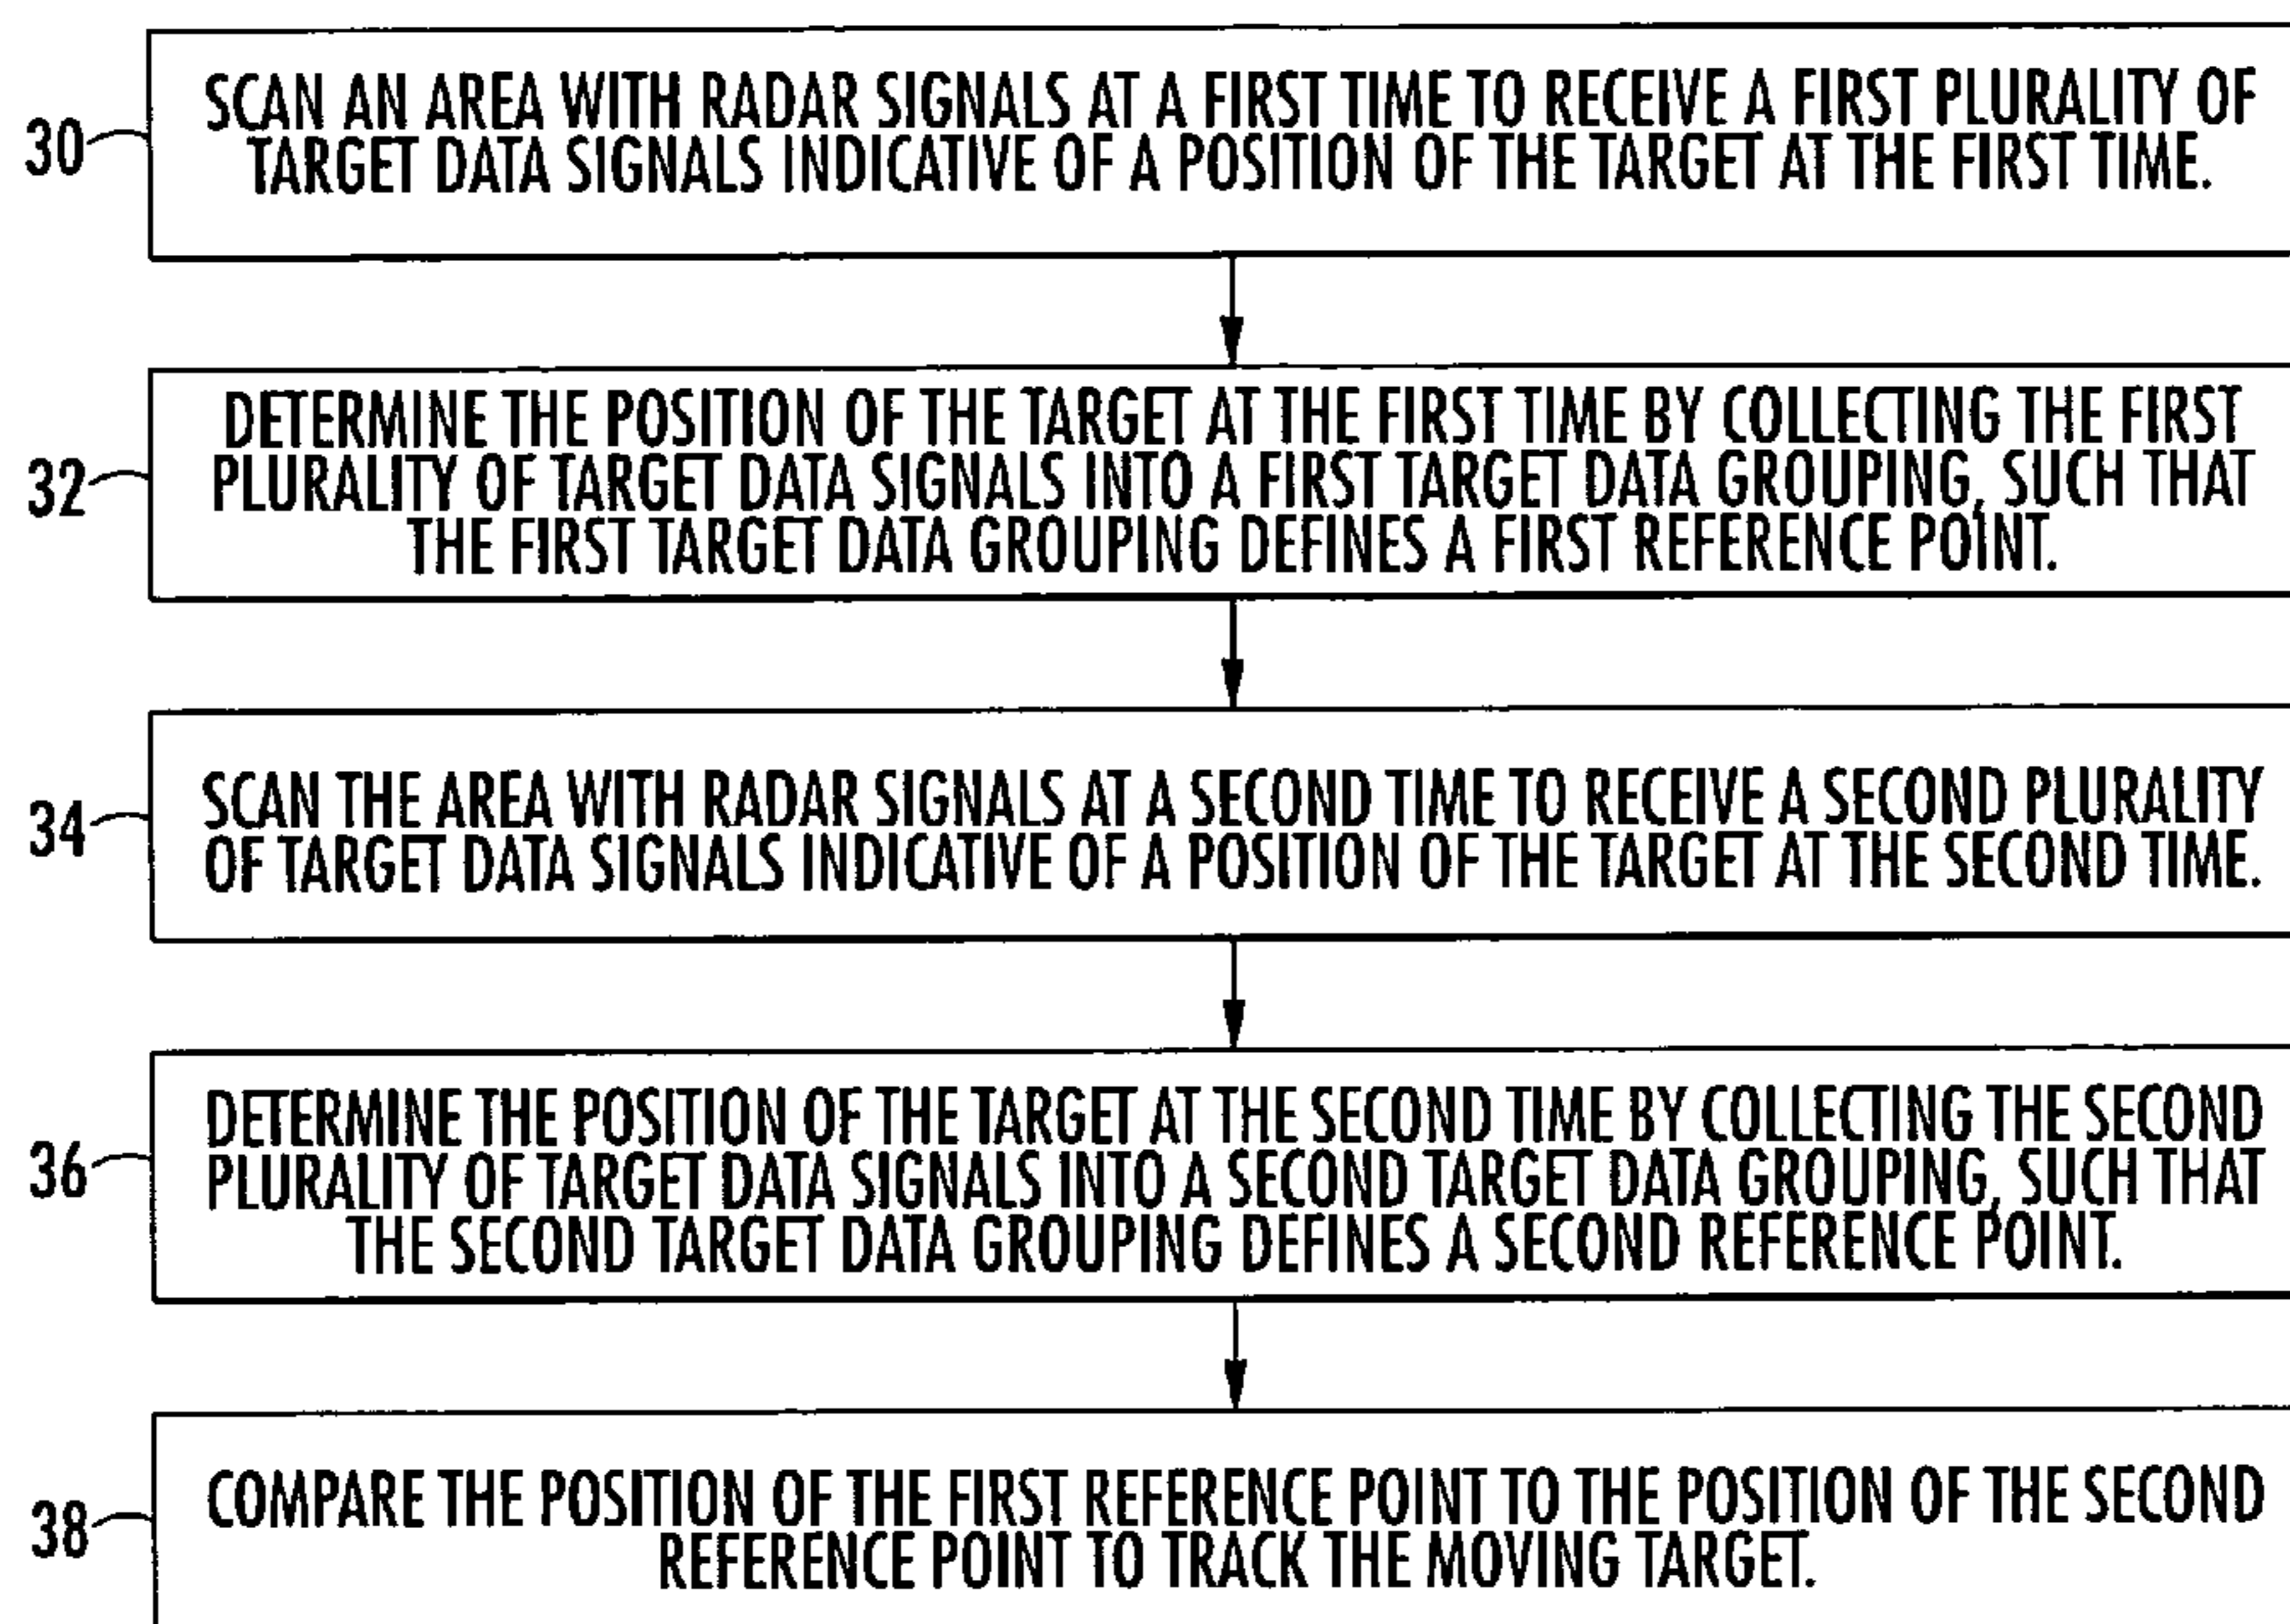 30
SCAN AN AREA WITH RADAR SIGNALS AT A FIRST TIME TO RECEIVE A FIRST PLURALITY OF
TARGET DATA SIGNALS INDICATIVE OF A POSITION OF THE TARGET AT THE FIRST TIME.
32
DETERMINE THE POSITION OF THE TARGET AT THE FIRST TIME BY COLLECTING THE FIRST
PLURALITY OF TARGET DATA SIGNALS INTO A FIRST TARGET DATA GROUPING, SUCH THAT
THE FIRST TARGET DATA GROUPING DEFINES A FIRST REFERENCE POINT.
34
SCAN THE AREA WITH RADAR SIGNALS AT A SECOND TIME TO RECEIVE A SECOND PLURALITY
OF TARGET DATA SIGNALS INDICATIVE OF A POSITION OF THE TARGET AT THE SECOND TIME.
36
DETERMINE THE POSITION OF THE TARGET AT THE SECOND TIME BY COLLECTING THE SECOND
PLURALITY OF TARGET DATA SIGNALS INTO A SECOND TARGET DATA GROUPING, SUCH THAT
THE SECOND TARGET DATA GROUPING DEFINES A SECOND REFERENCE POINT.
38
COMPARE THE POSITION OF THE FIRST REFERENCE POINT TO THE POSITION OF THE SECOND
REFERENCE POINT TO TRACK THE MOVING TARGET.